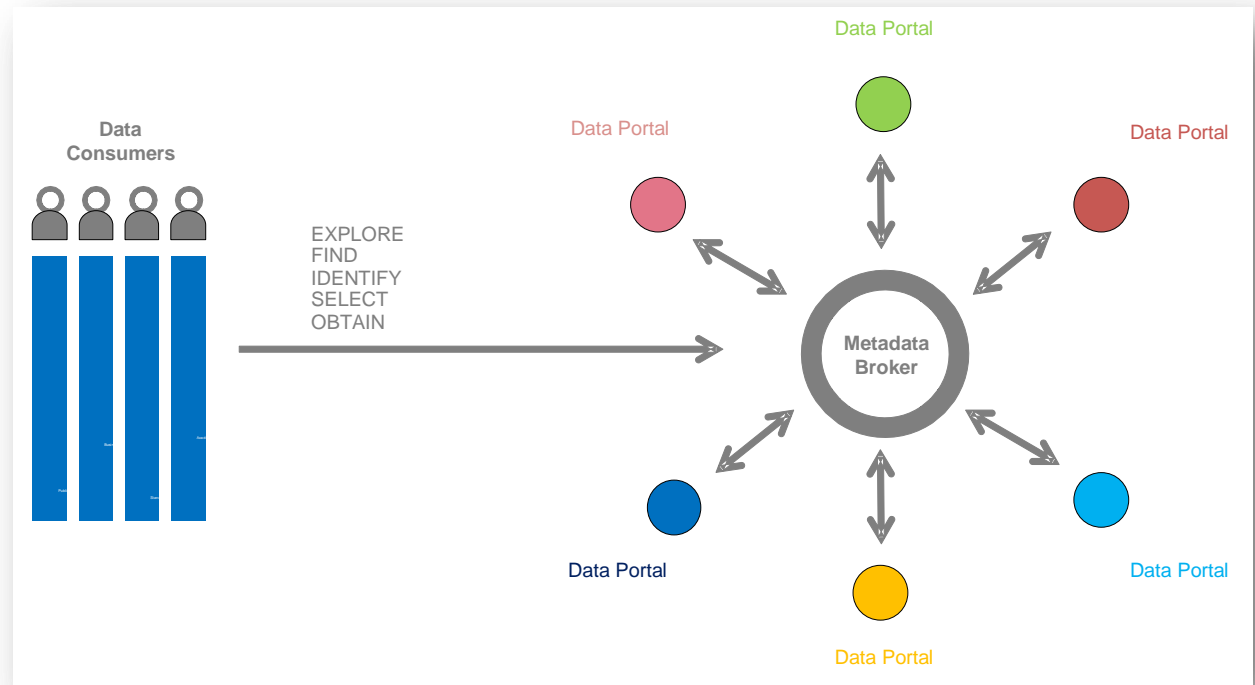 Data Portal
Data Portal
Data Portal
Data
Consumers
EXPLORE
FIND
IDENTIFY
SELECT
OBTAIN
Metadata
Broker
Data Portal
Data Portal
Data Portal